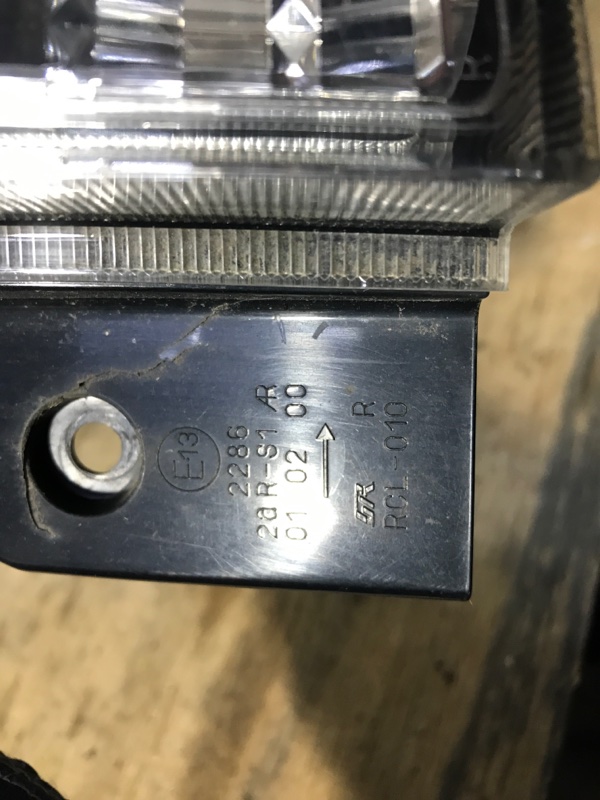 E13
2286
2a R-S1 AR
01 02 00
R
RCL-010